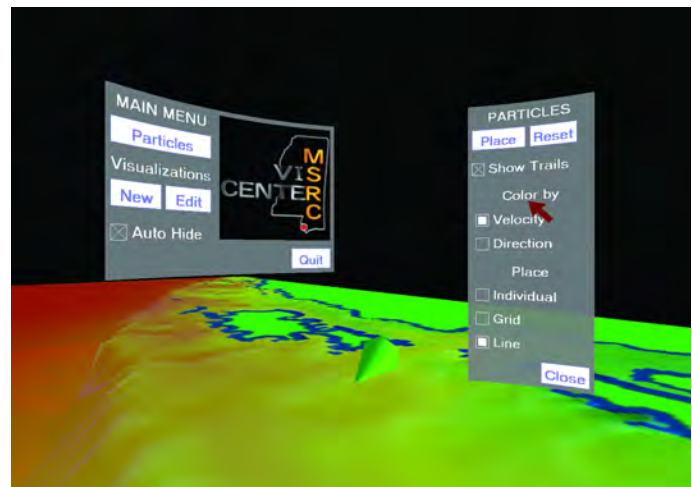 MAIN MENU
Particles
Visualizations
New Edit
Auto Hide
VIS
CENTER
MSRC
Quit
PARTICLES
Place Reset
Show Trails
Color by
Velocity
Direction
Place
Individual
Grid
Line
Close